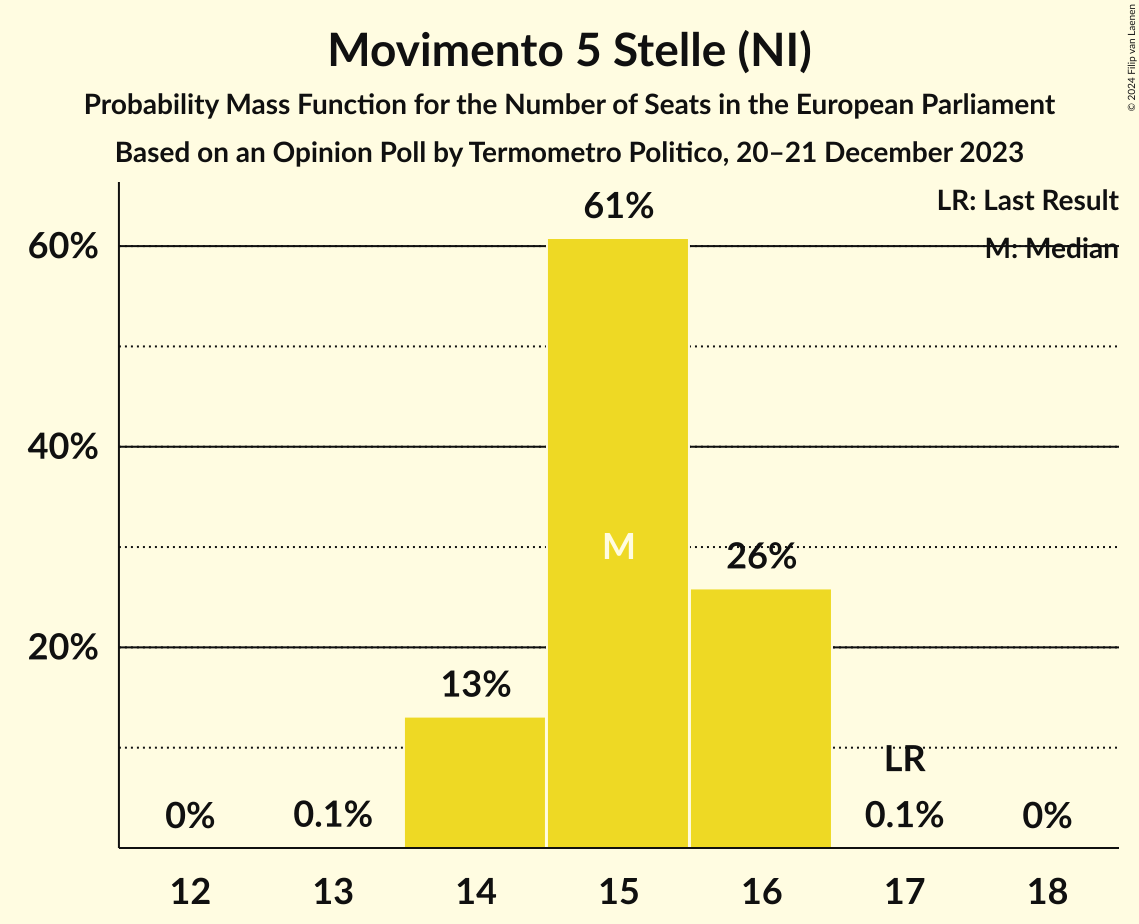 Movimento 5 Stelle (NI)
Probability Mass Function for the Number of Seats in the European Parliament
Based on an Opinion Poll by Termometro Politico, 20–21 December 2023
© 2024 Filip van Laenen
LR: Last Result
M: Median
61%
60%
40%
M
26%
20%
13%
LR
0%
0.1%
0.1%
0%
12 13 14 15 16 17 18